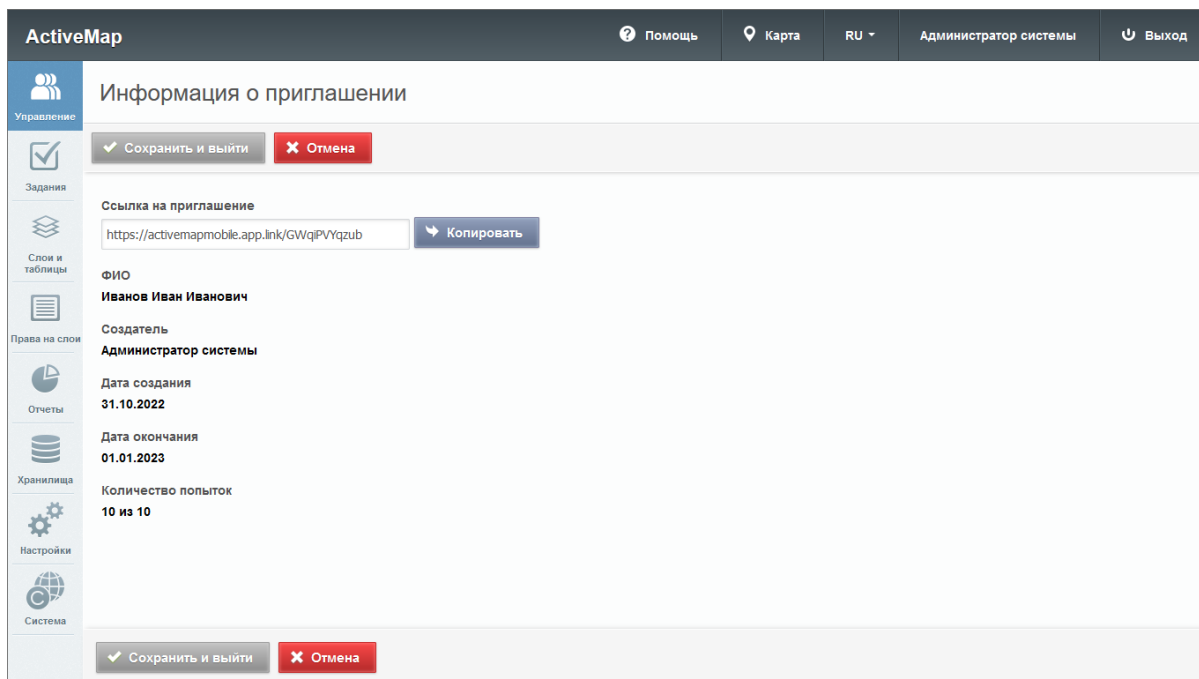 ActiveMap
Помощь
Карта
RU
Администратор системы
Выход
Управление
Задания
Слои и
таблицы
Права на слои
Отчеты
Хранилища
Настройки
Система
Информация о приглашении
Сохранить и выйти
Отмена
Ссылка на приглашение
https://activemapmobile.app.link/GWqiPVYqzub
Копировать
ФИО
Иванов Иван Иванович
Создатель
Администратор системы
Дата создания
31.10.2022
Дата окончания
01.01.2023
Количество попыток
10 из 10
Сохранить и выйти
Отмена